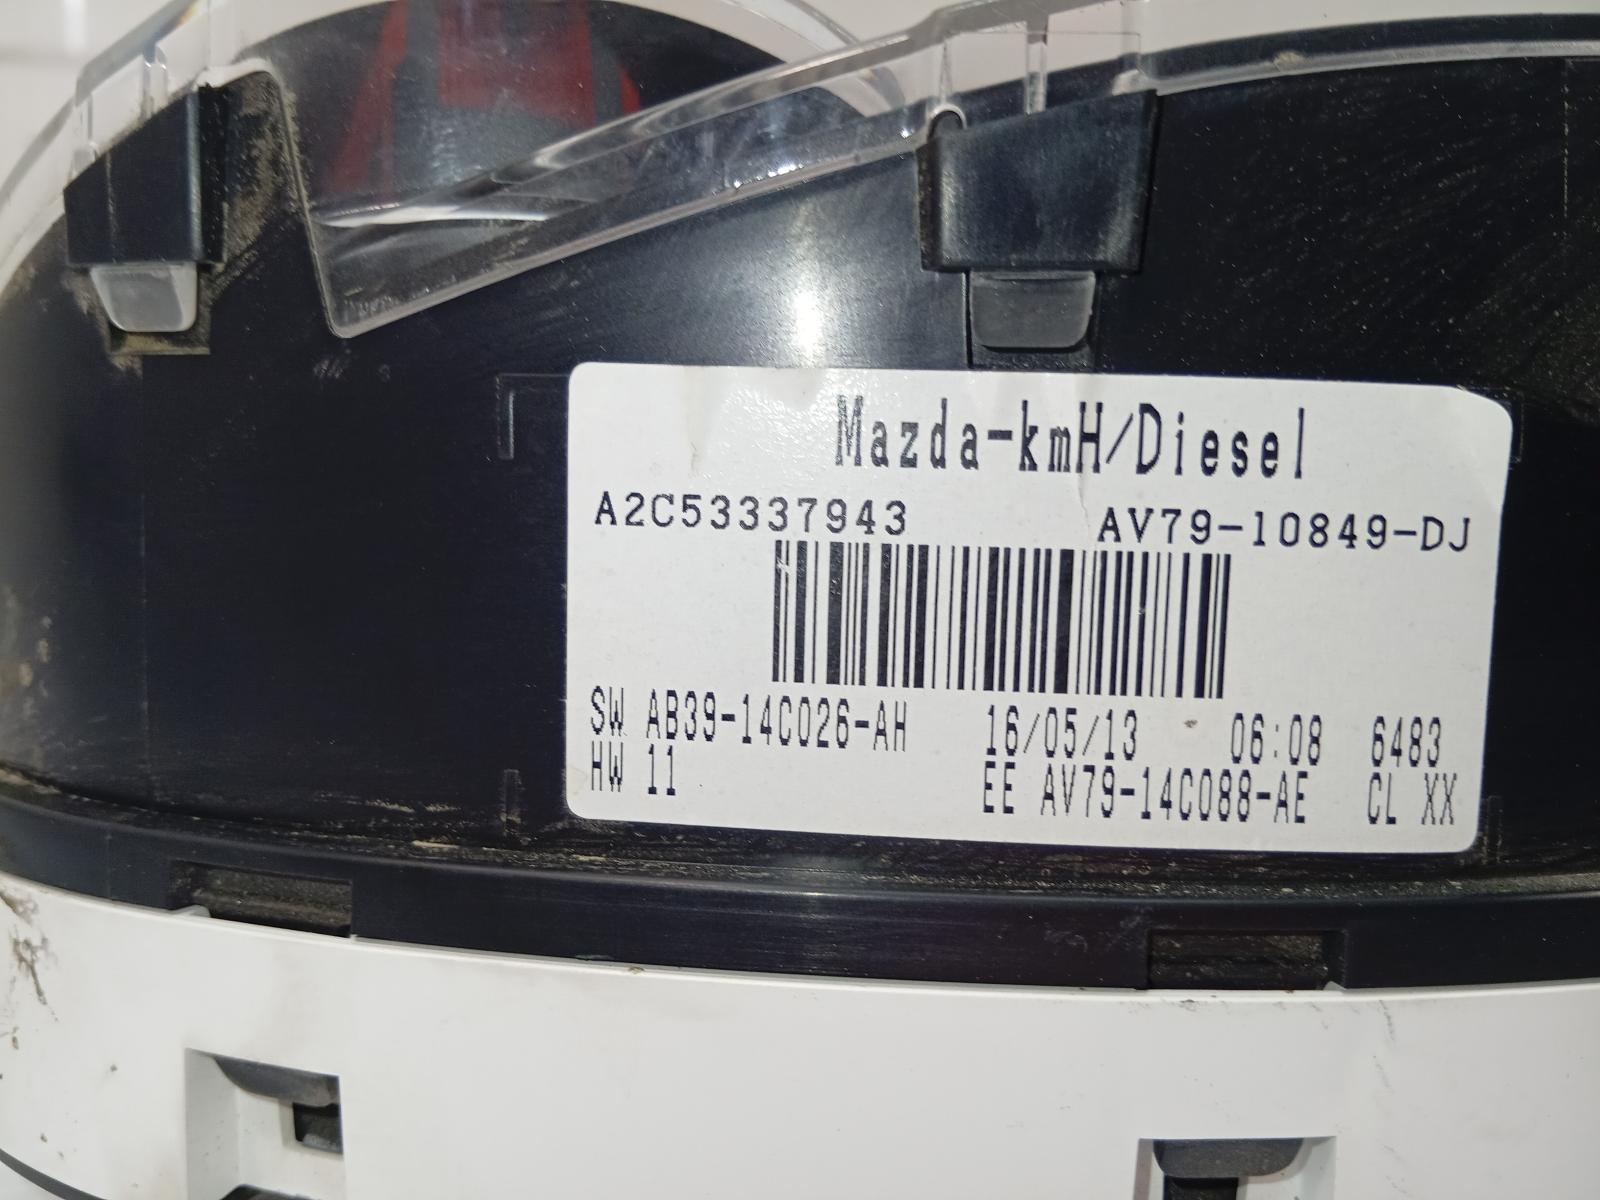 Mazda-kmH/Diesel
A2C53337943 AV79-10849-DJ
SW AB39-14C026-AH 16/05/13 06:08 6483
HW 11 EE AV79-14C088-AE CL XX